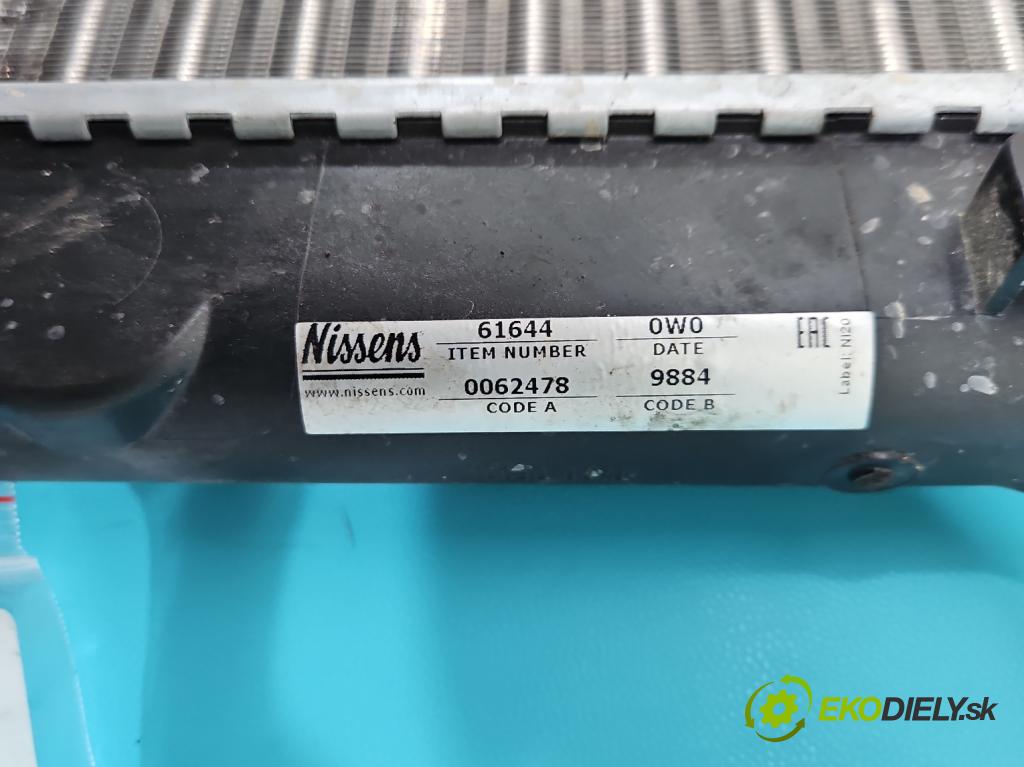 Nissens
www.nissens.com
61644
ITEM NUMBER
0062478
CODE A
0W0
DATE
9884
CODE B
EAC
Label: NI20
EKODIELY.sk